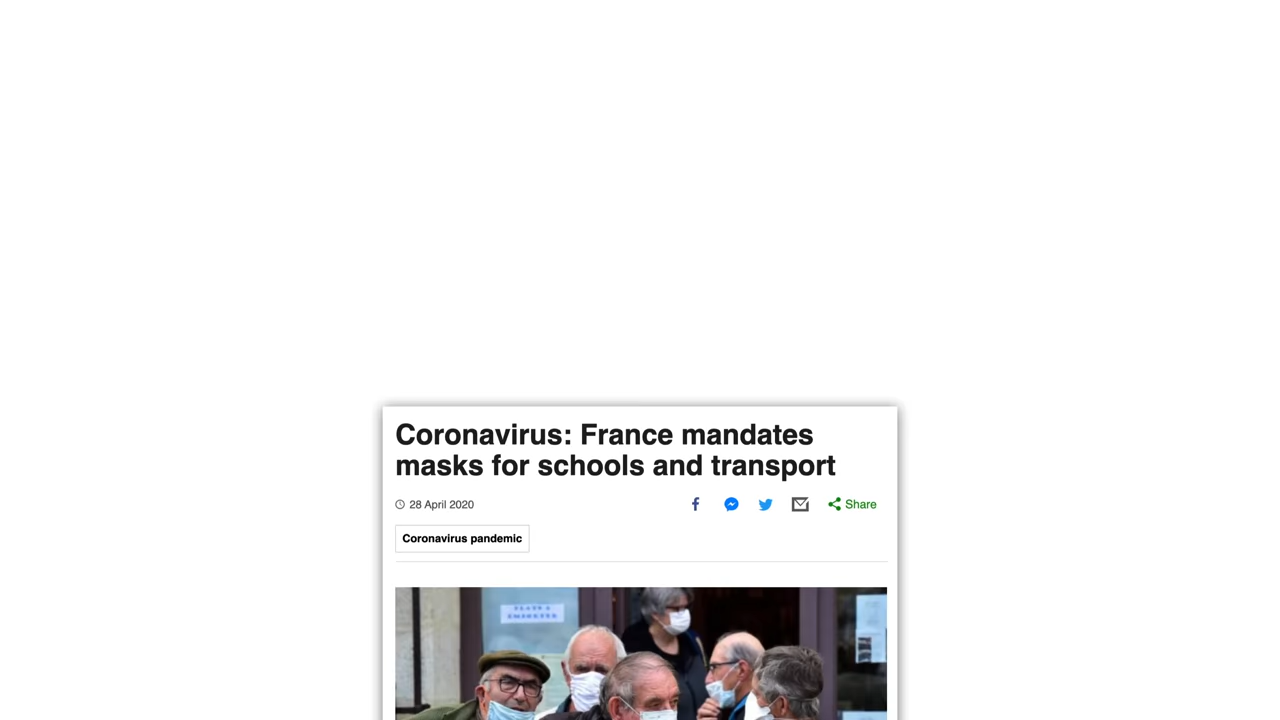 Coronavirus: France mandates
masks for schools and transport
28 April 2020
Share
Coronavirus pandemic